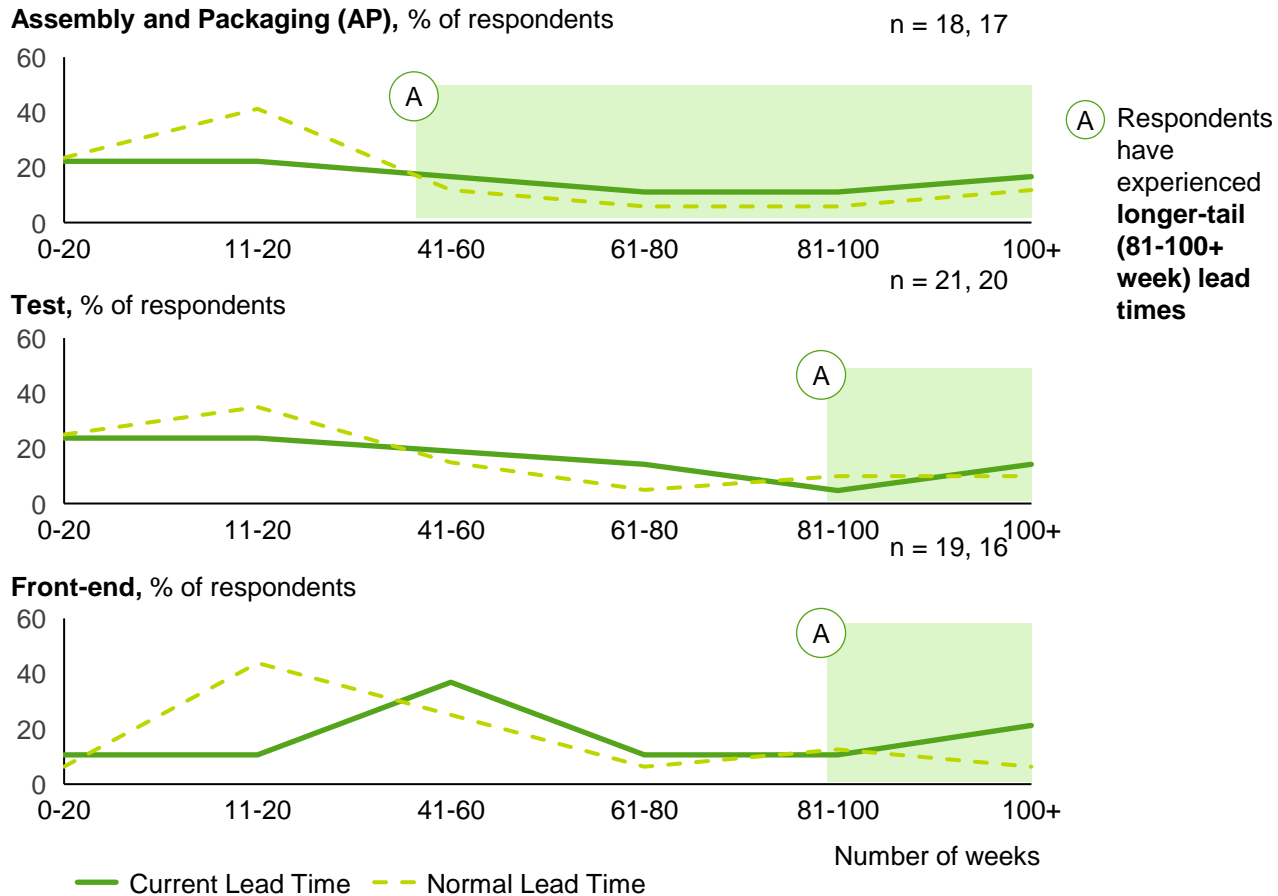 Assembly and Packaging (AP), % of respondents
n = 18, 17
60
40
20
0
A
0-20 11-20 41-60 61-80 81-100 100+
A Respondents
have
experienced
longer-tail
(81-100+
week) lead
times
n = 21, 20
Test, % of respondents
60
40
20
0
A
0-20 11-20 41-60 61-80 81-100 100+
n = 19, 16
Front-end, % of respondents
60
40
20
0
A
0-20 11-20 41-60 61-80 81-100 100+
Number of weeks
Current Lead Time Normal Lead Time